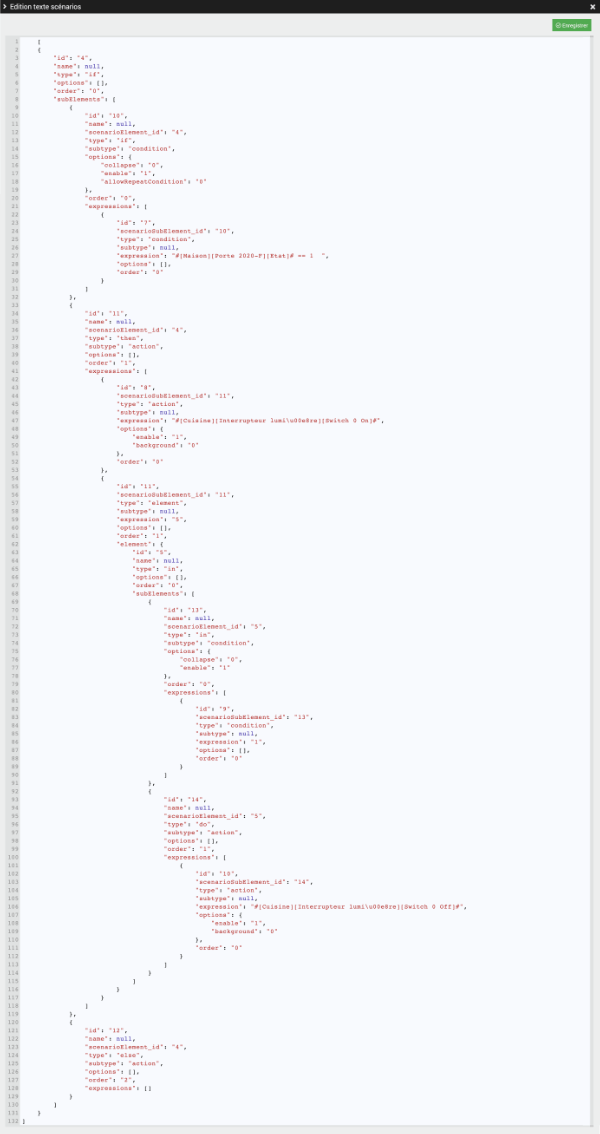 Edition texte scénarios
Enregistrer
1 [
2 {
3 "id": "4",
4 "name": null,
5 "type": "if",
6 "options": [],
7 "order": "0",
8 "subElements": [
9 {
10 "id": "10",
11 "name": null,
12 "scenarioElement_id": "4",
13 "type": "if",
14 "subtype": "condition",
15 "options": {
16 "collapse": "0",
17 "enable": "1",
18 "allowRepeatCondition": "0"
19 },
20 "order": "0",
21 "expressions": [
22 {
23 "id": "7",
24 "scenarioSubElement_id": "10",
25 "type": "condition",
26 "subtype": null,
27 "expression": "#[Maison][Porte 2020-F][Etat]# == 1  ",
28 "options": [],
29 "order": "0"
30 }
31 ]
32 },
33 {
34 "id": "11",
35 "name": null,
36 "scenarioElement_id": "4",
37 "type": "then",
38 "subtype": "action",
39 "options": [],
40 "order": "1",
41 "expressions": [
42 {
43 "id": "8",
44 "scenarioSubElement_id": "11",
45 "type": "action",
46 "subtype": null,
47 "expression": "#[Cuisine][Interrupteur lumi\u00e8re][Switch 0 On]#",
48 "options": {
49 "enable": "1",
50 "background": "0"
51 },
52 "order": "0"
53 },
54 {
55 "id": "11",
56 "scenarioSubElement_id": "11",
57 "type": "element",
58 "subtype": null,
59 "expression": "5",
60 "options": [],
61 "order": "1",
62 "element": {
63 "id": "5",
64 "name": null,
65 "type": "in",
66 "options": [],
67 "order": "0",
68 "subElements": [
69 {
70 "id": "13",
71 "name": null,
72 "scenarioElement_id": "5",
73 "type": "in",
74 "subtype": "condition",
75 "options": {
76 "collapse": "0",
77 "enable": "1"
78 },
79 "order": "0",
80 "expressions": [
81 {
82 "id": "9",
83 "scenarioSubElement_id": "13",
84 "type": "condition",
85 "subtype": null,
86 "expression": "1",
87 "options": [],
88 "order": "0"
89 }
90 ]
91 },
92 {
93 "id": "14",
94 "name": null,
95 "scenarioElement_id": "5",
96 "type": "do",
97 "subtype": "action",
98 "options": [],
99 "order": "1",
100 "expressions": [
101 {
102 "id": "10",
103 "scenarioSubElement_id": "14",
104 "type": "action",
105 "subtype": null,
106 "expression": "#[Cuisine][Interrupteur lumi\u00e8re][Switch 0 Off]#",
107 "options": {
108 "enable": "1",
109 "background": "0"
110 },
111 "order": "0"
112 }
113 ]
114 }
115 ]
116 }
117 }
118 ]
119 },
120 {
121 "id": "12",
122 "name": null,
123 "scenarioElement_id": "4",
124 "type": "else",
125 "subtype": "action",
126 "options": [],
127 "order": "2",
128 "expressions": []
129 }
130 ]
131 }
132 ]